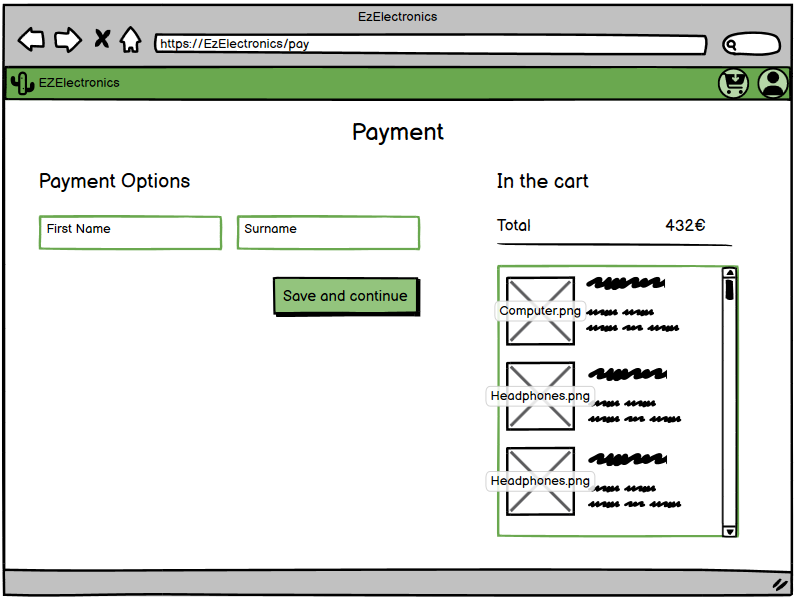 EzElectronics
https://EzElectronics/pay
EZElectronics
Payment
Payment Options
First Name
Surname
Save and continue
In the cart
Total 432€
Computer.png
Headphones.png
Headphones.png